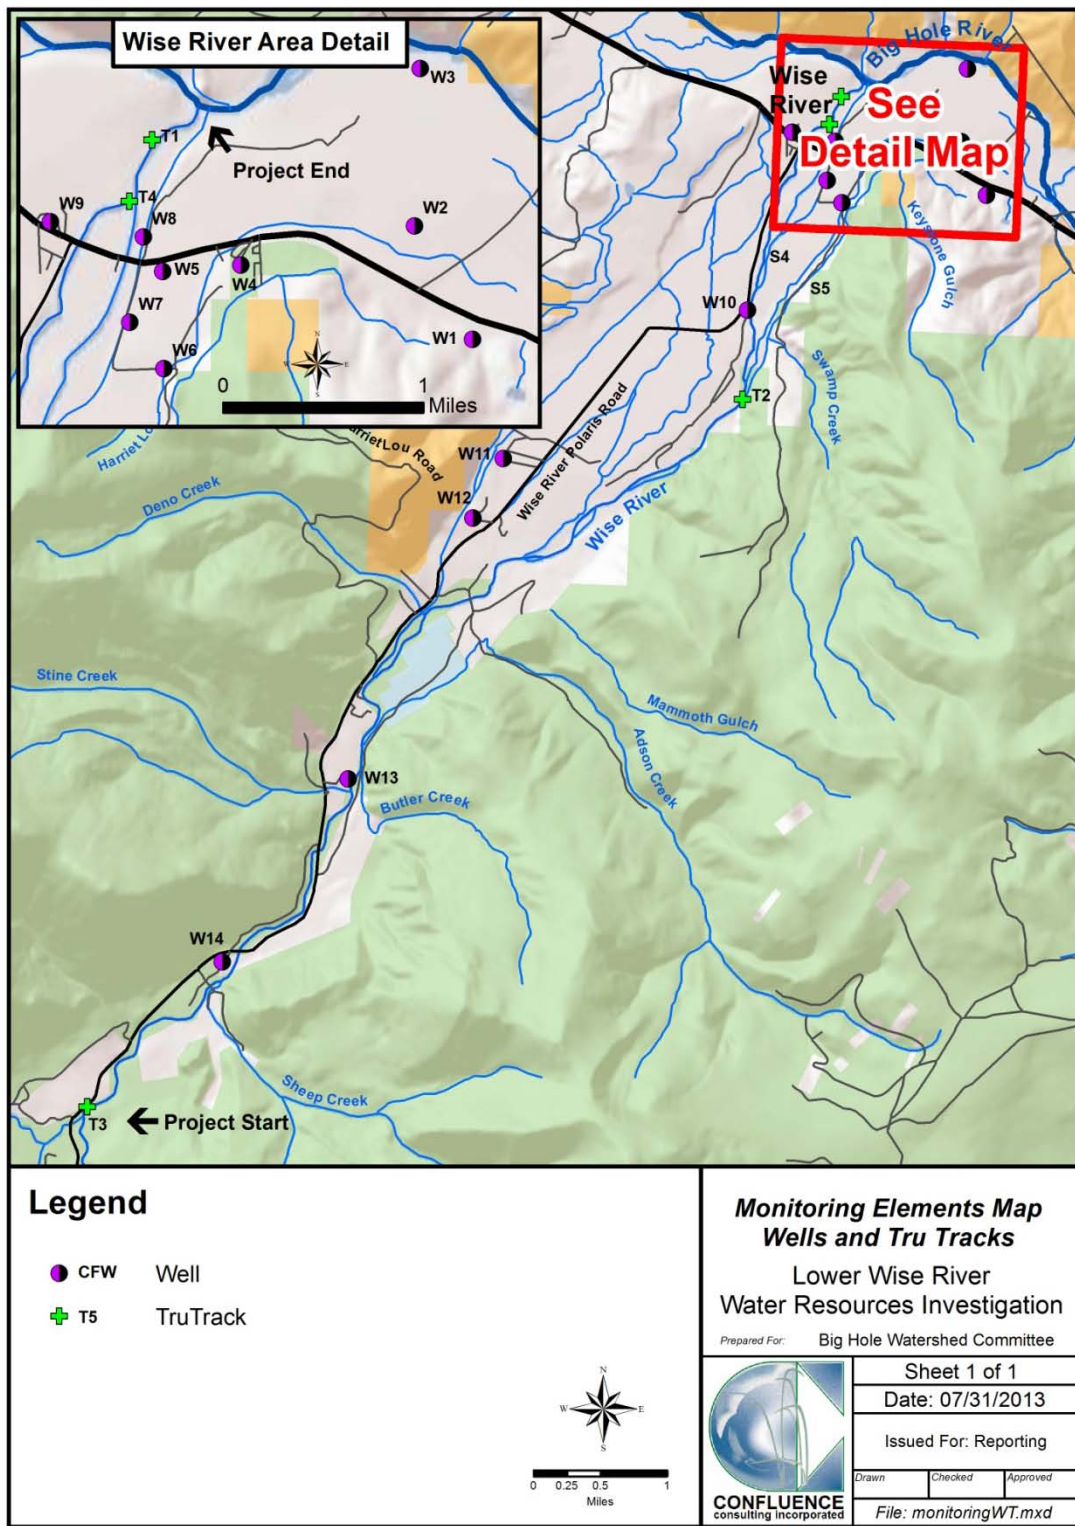 Wise River Area Detail
W3
T1
Project End
T4
W9
W8
W2
W5
W4
W7
W1
W6
N
W E
S
0 1
Miles
Big Hole River
Wise
River
See
Detail Map
Keystone Gulch
S4
S5
W10
Swamp Creek
T2
Harriet Lo
HarrietLou Road
W11
Wise River Polaris Road
W12
Wise River
Deno Creek
Stine Creek
Mammoth Gulch
Adson Creek
W13
Butler Creek
W14
Sheep Creek
T3
Project Start
Legend
CFW Well
T5 TruTrack
N
W E
S
0 0.25 0.5 1
Miles
Monitoring Elements Map
Wells and Tru Tracks
Lower Wise River
Water Resources Investigation
Prepared For: Big Hole Watershed Committee
CONFLUENCE
consulting incorporated
Sheet 1 of 1
Date: 07/31/2013
Issued For: Reporting
Drawn Checked Approved
File: monitoringWT.mxd